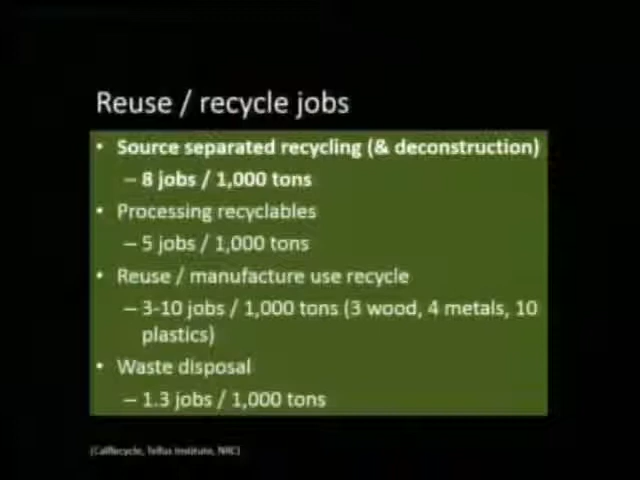 Reuse / recycle jobs
• Source separated recycling (& deconstruction)
– 8 jobs / 1,000 tons
• Processing recyclables
– 5 jobs / 1,000 tons
• Reuse / manufacture use recycle
– 3-10 jobs / 1,000 tons (3 wood, 4 metals, 10
plastics)
• Waste disposal
– 1.3 jobs / 1,000 tons
(CalRecycle, Tellus Institute, NRC)